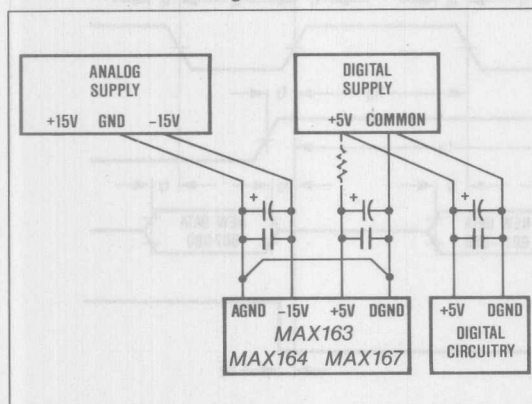 ANALOG
SUPPLY
+15V GND –15V
DIGITAL
SUPPLY
+5V COMMON
+
+
+
AGND –15V +5V DGND
MAX163
MAX164 MAX167
+5V DGND
DIGITAL
CIRCUITRY